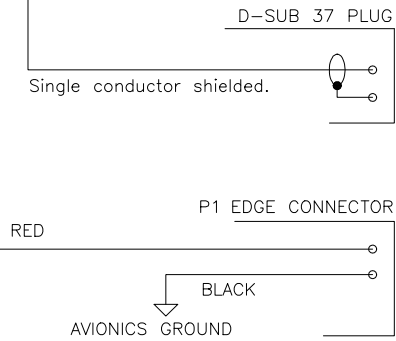 D-SUB 37 PLUG
Single conductor shielded.
P1 EDGE CONNECTOR
RED
BLACK
AVIONICS GROUND